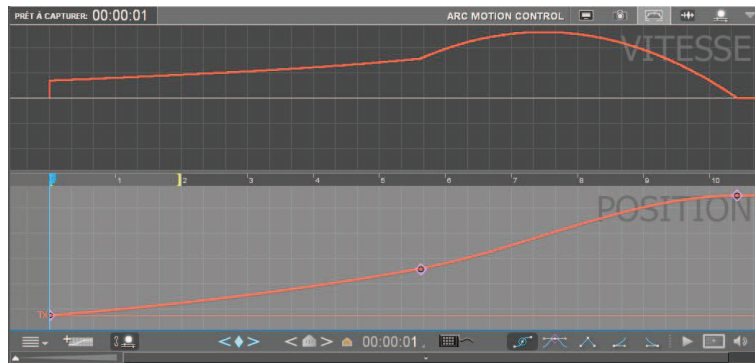 PRÊT À CAPTURER: 00:00:01 ARC MOTION CONTROL
VITESSE
1 2 3 4 5 6 7 8 9 10
POSITION
Tx
00:00:01